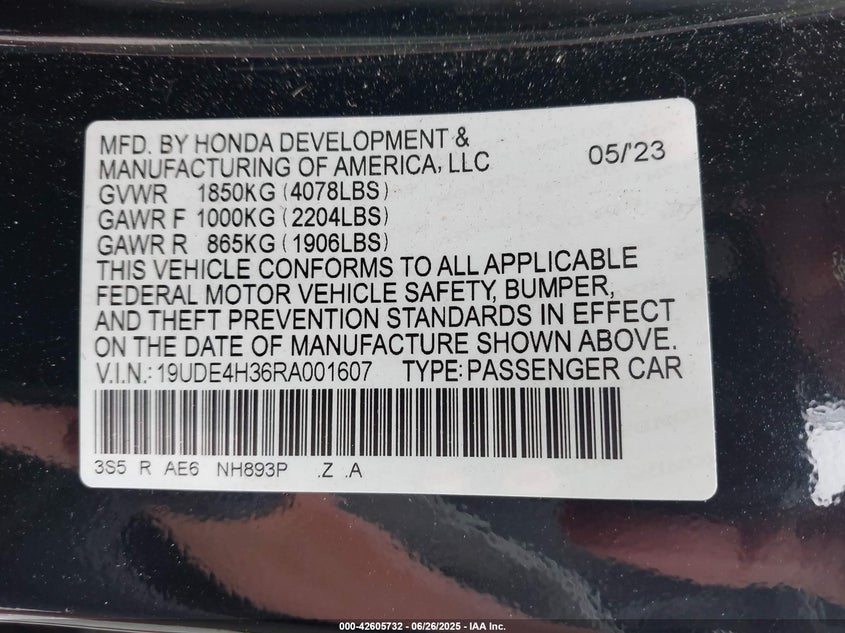 MFD. BY HONDA DEVELOPMENT &
MANUFACTURING OF AMERICA, LLC 05/'23
GVWR 1850KG (4078LBS)
GAWR F 1000KG (2204LBS)
GAWR R 865KG (1906LBS)
THIS VEHICLE CONFORMS TO ALL APPLICABLE
FEDERAL MOTOR VEHICLE SAFETY, BUMPER,
AND THEFT PREVENTION STANDARDS IN EFFECT
ON THE DATE OF MANUFACTURE SHOWN ABOVE.
V.I.N.: 19UDE4H36RA001607 TYPE: PASSENGER CAR
3S5 R AE6 NH893P .Z .A
000-42605732 - 06/26/2025 - IAA Inc.